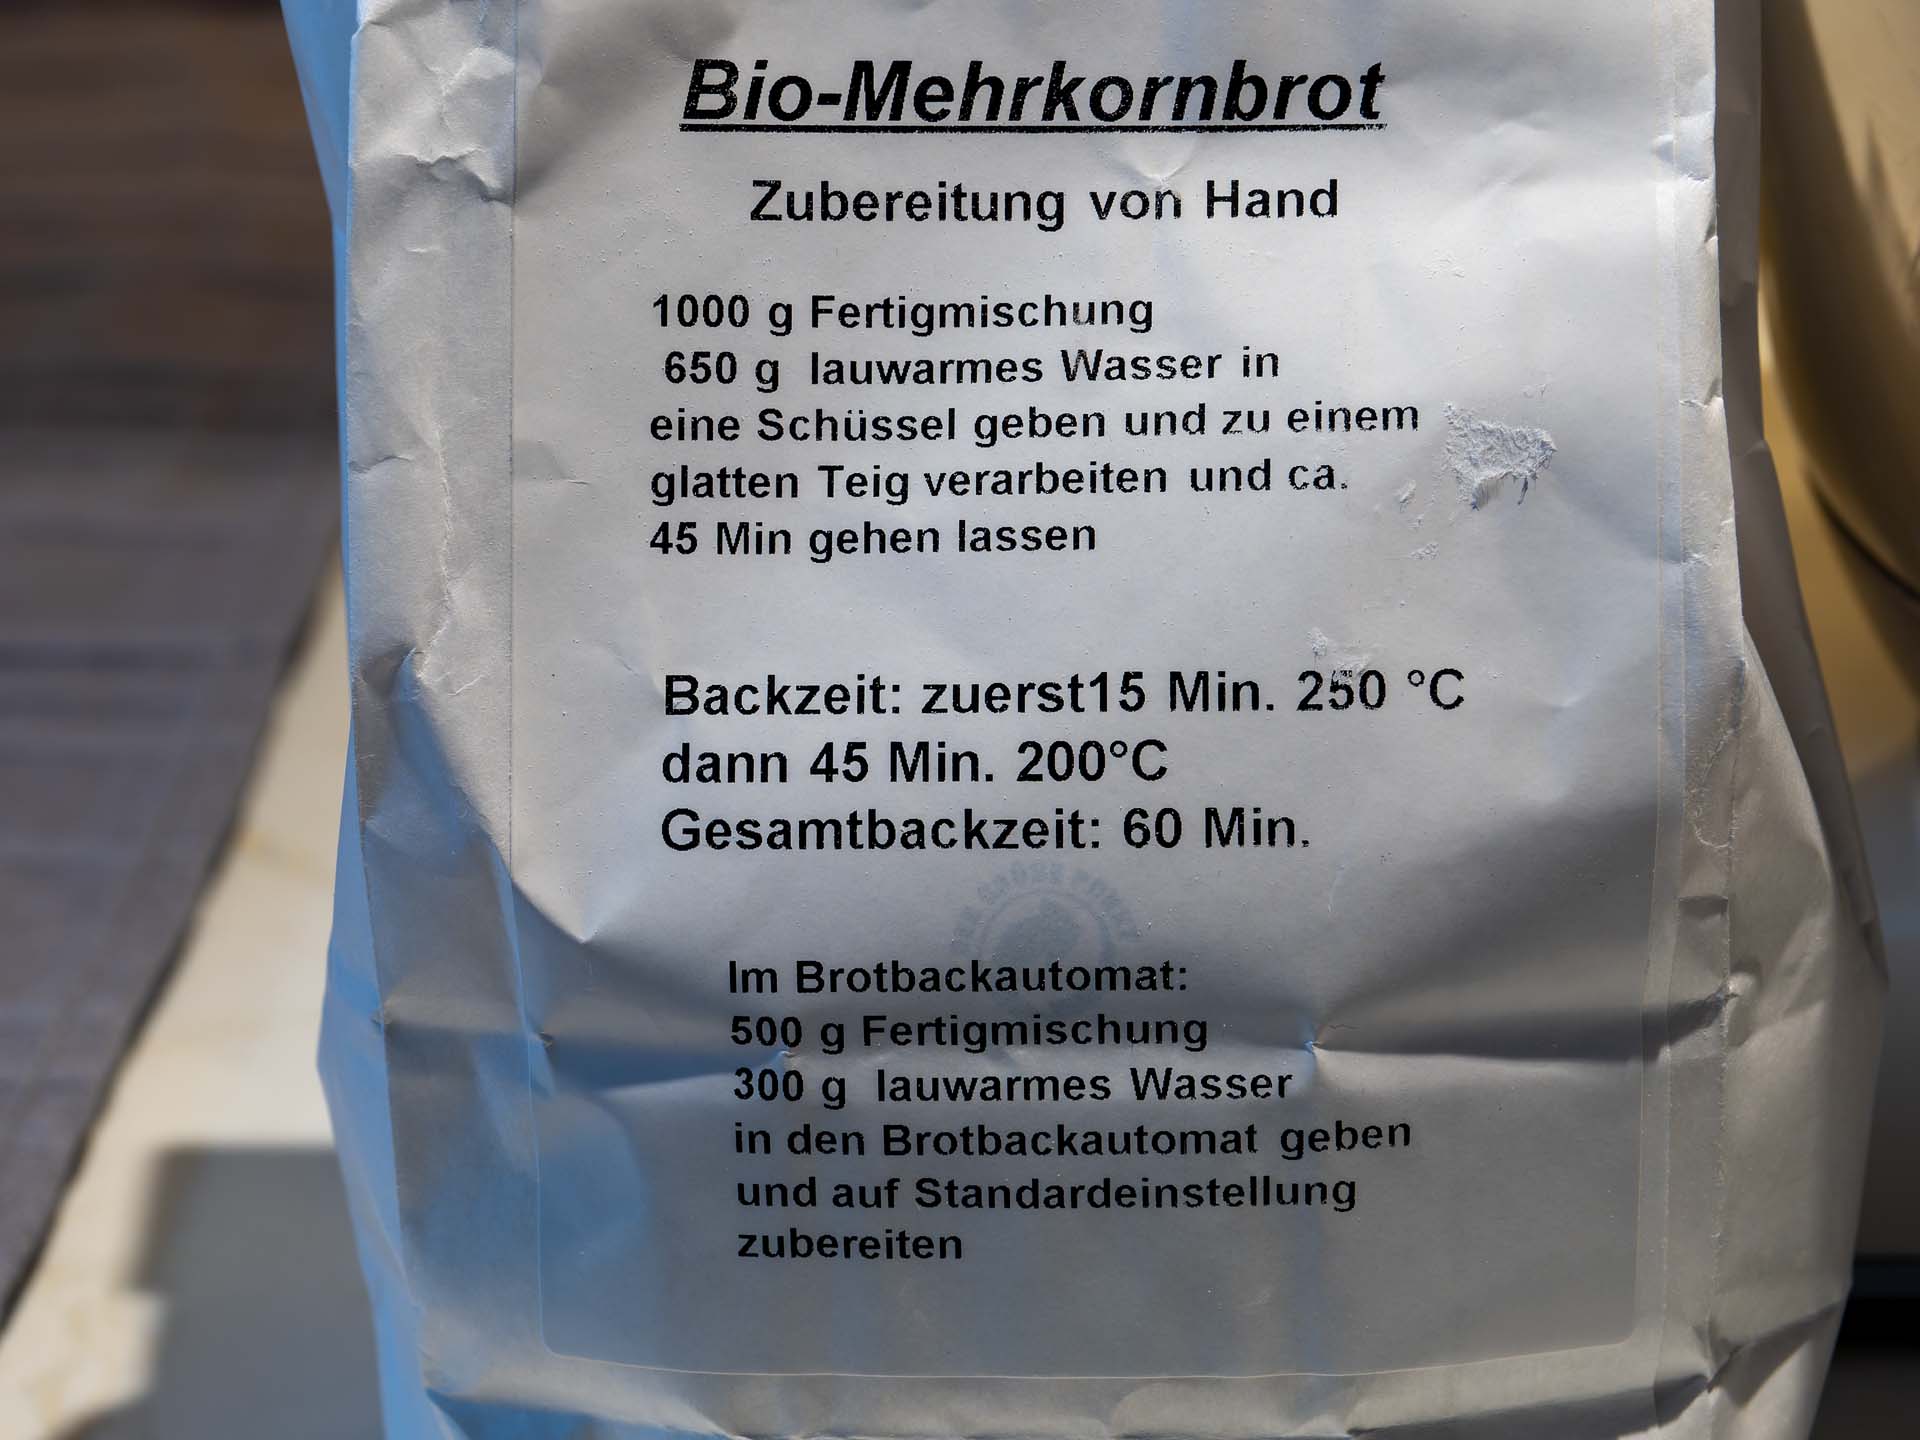 Bio-Mehrkornbrot
Zubereitung von Hand
1000 g Fertigmischung
650 g lauwarmes Wasser in
eine Schüssel geben und zu einem
glatten Teig verarbeiten und ca.
45 Min gehen lassen
Backzeit: zuerst15 Min. 250 °C
dann 45 Min. 200°C
Gesamtbackzeit: 60 Min.
Im Brotbackautomat:
500 g Fertigmischung
300 g lauwarmes Wasser
in den Brotbackautomat geben
und auf Standardeinstellung
zubereiten